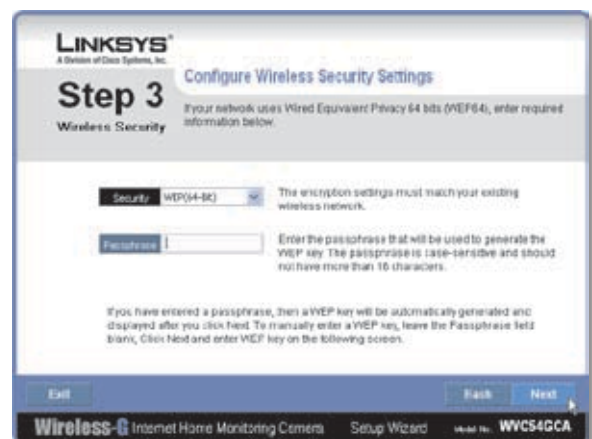 LINKSYS®
A Division of Cisco Systems, Inc.
Step 3
Wireless Security
Configure Wireless Security Settings
If your network uses Wired Equivalent Privacy 64 bits (WEP64), enter required
information below.
Security WEP(64-Bit)
The encryption settings must match your existing
wireless network.
Passphrase
Enter the passphrase that will be used to generate the
WEP key. The passphrase is case-sensitive and should
not have more than 16 characters.
If you have entered a passphrase, then a WEP key will be automatically generated and
displayed after you click Next. To manually enter a WEP key, leave the Passphrase field
blank, Click Next and enter WEP key on the following screen.
Exit
Back
Next
Wireless-G Internet Home Monitoring Camera Setup Wizard Model No. WVC54GCA